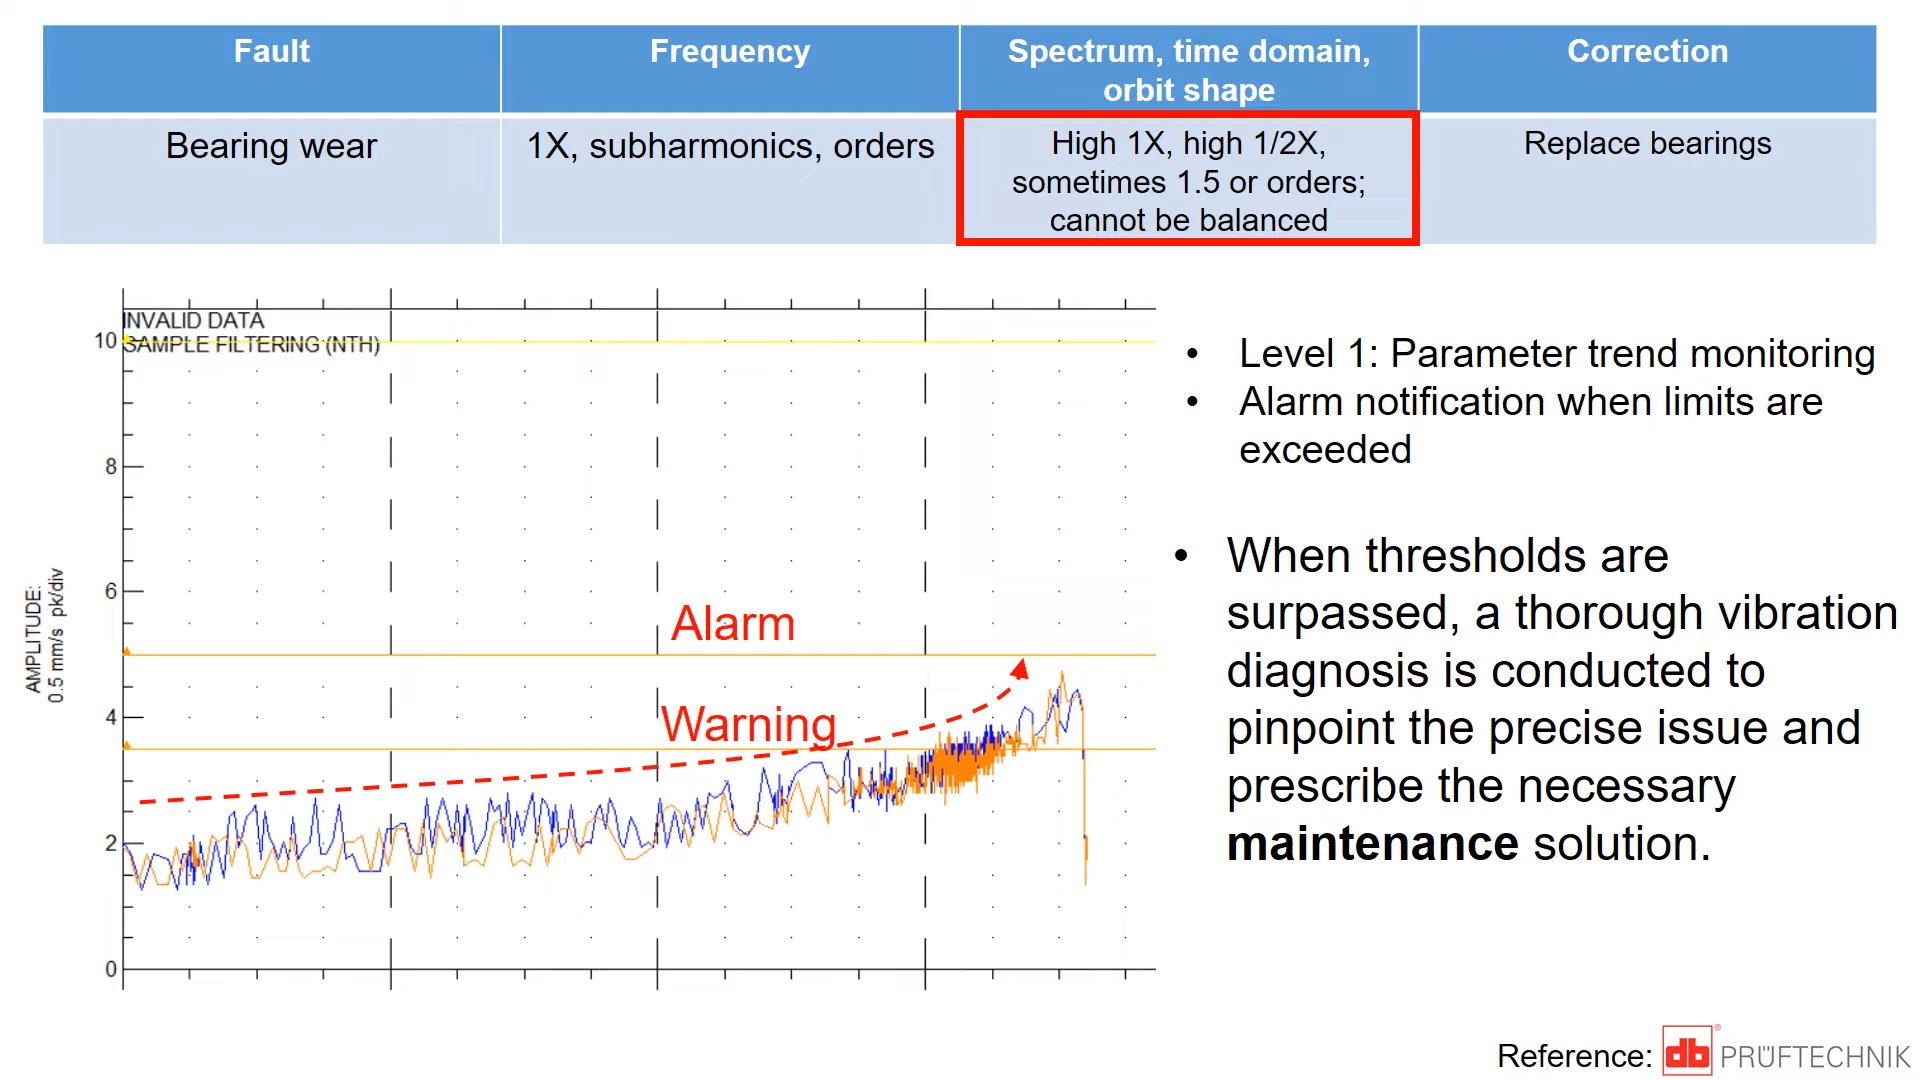 Fault
Frequency
Spectrum, time domain,
orbit shape
Correction
Bearing wear
1X, subharmonics, orders
High 1X, high 1/2X,
sometimes 1.5 or orders;
cannot be balanced
Replace bearings
INVALID DATA
SAMPLE FILTERING (NTH)
10
8
6
4
2
0
AMPLITUDE:
0.5 mm/s pk/div
Alarm
Warning
• Level 1: Parameter trend monitoring
• Alarm notification when limits are
exceeded
• When thresholds are
surpassed, a thorough vibration
diagnosis is conducted to
pinpoint the precise issue and
prescribe the necessary
maintenance solution.
Reference: db ® PRÜFTECHNIK